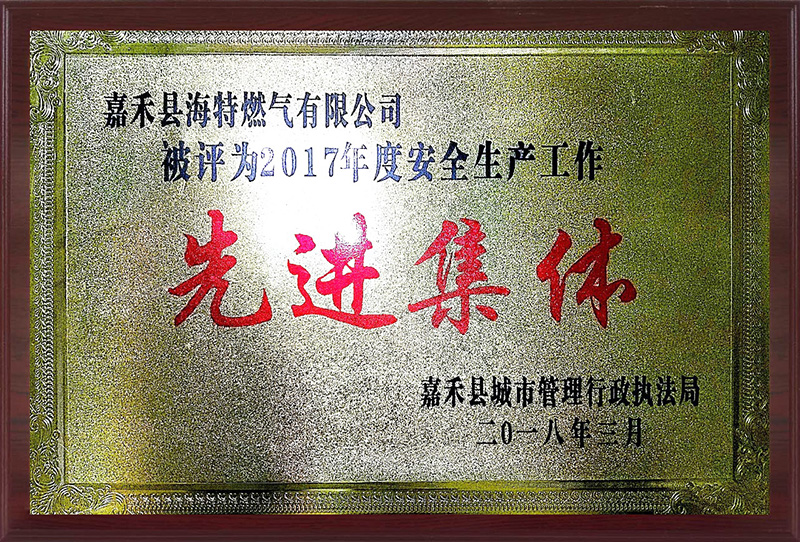 嘉禾县海特燃气有限公司
被评为2017年度安全生产工作
先进集体
嘉禾县城市管理行政执法局
二〇一八年三月